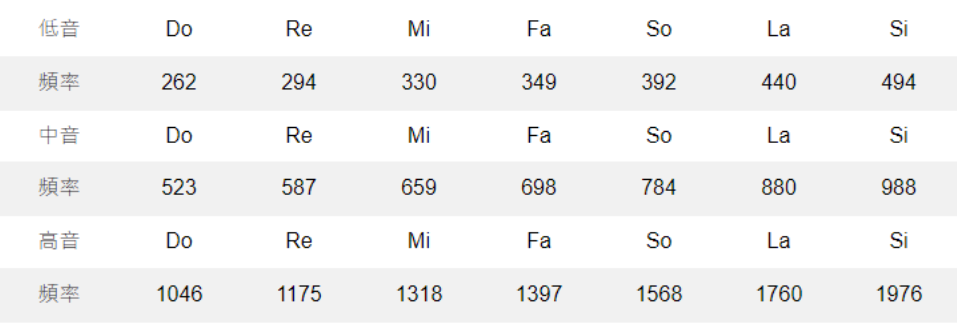 低音 Do Re Mi Fa So La Si
頻率 262 294 330 349 392 440 494
中音 Do Re Mi Fa So La Si
頻率 523 587 659 698 784 880 988
高音 Do Re Mi Fa So La Si
頻率 1046 1175 1318 1397 1568 1760 1976